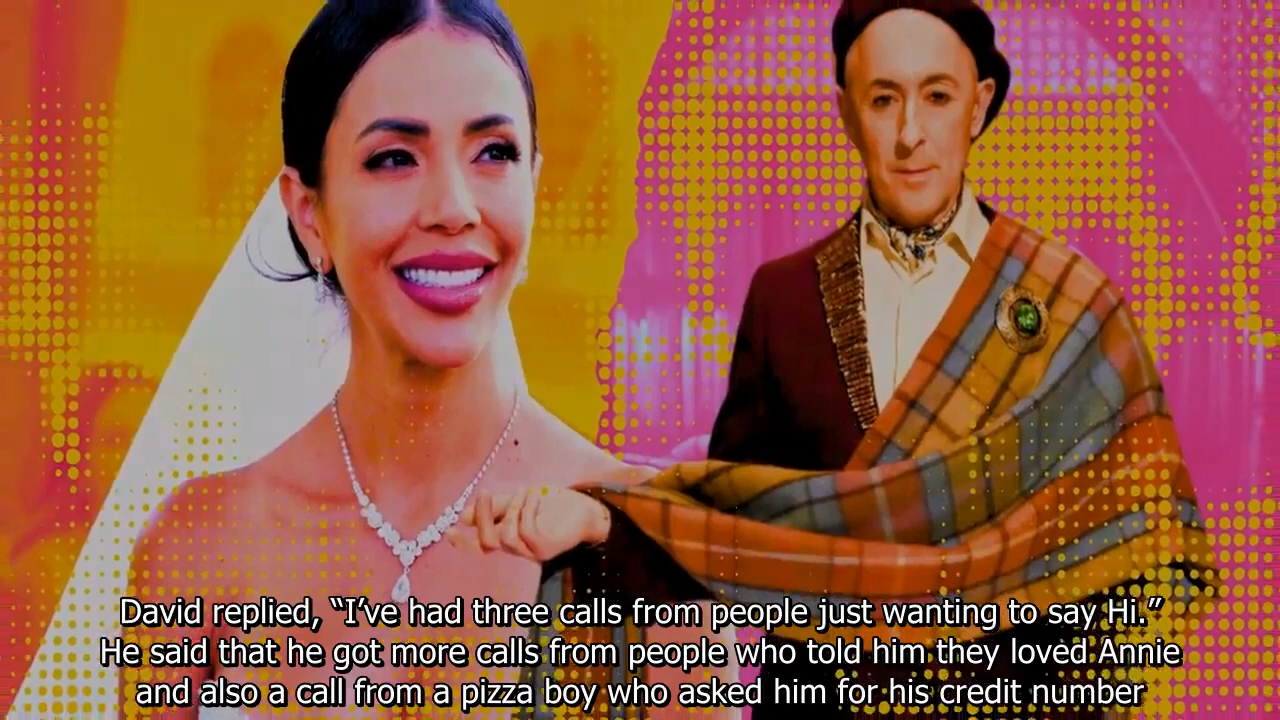 David replied, “I’ve had three calls from people just wanting to say Hi.”
He said that he got more calls from people who told him they loved Annie
and also a call from a pizza boy who asked him for his credit number